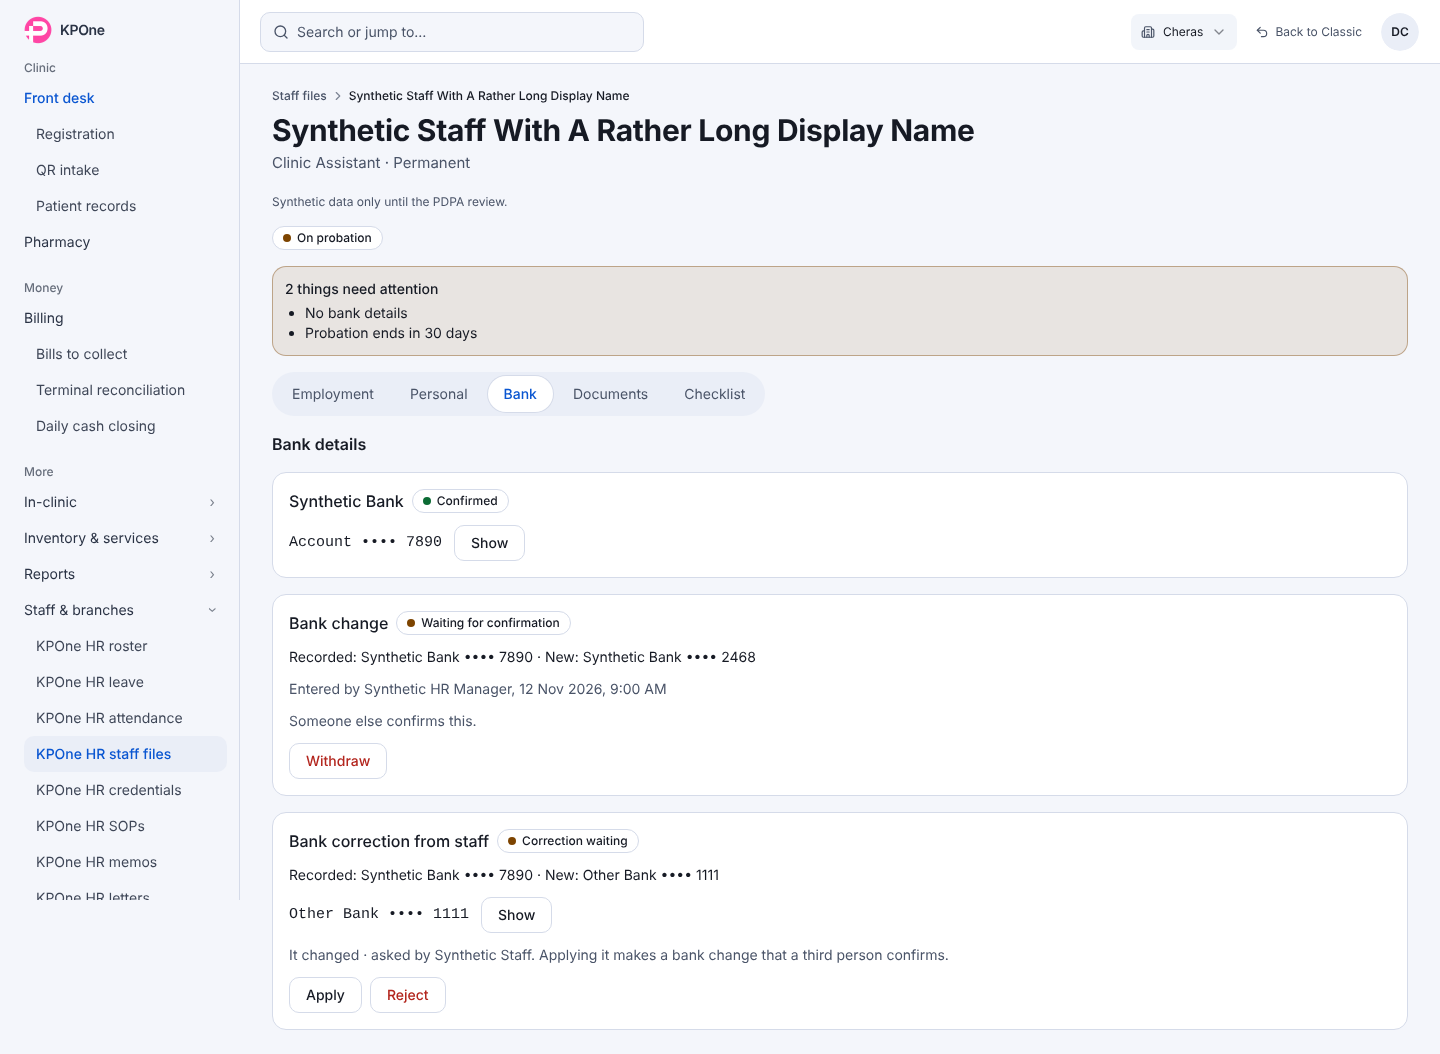 KPOne
Search or jump to...
Cheras
Back to Classic
DC
Clinic
Front desk
Registration
QR intake
Patient records
Pharmacy
Money
Billing
Bills to collect
Terminal reconciliation
Daily cash closing
More
In-clinic
Inventory & services
Reports
Staff & branches
KPOne HR roster
KPOne HR leave
KPOne HR attendance
KPOne HR staff files
KPOne HR credentials
KPOne HR SOPs
KPOne HR memos
KPOne HR letters
Staff files > Synthetic Staff With A Rather Long Display Name
Synthetic Staff With A Rather Long Display Name
Clinic Assistant · Permanent
Synthetic data only until the PDPA review.
On probation
2 things need attention
• No bank details
• Probation ends in 30 days
Employment Personal Bank Documents Checklist
Bank details
Synthetic Bank Confirmed
Account •••• 7890 Show
Bank change Waiting for confirmation
Recorded: Synthetic Bank •••• 7890 · New: Synthetic Bank •••• 2468
Entered by Synthetic HR Manager, 12 Nov 2026, 9:00 AM
Someone else confirms this.
Withdraw
Bank correction from staff Correction waiting
Recorded: Synthetic Bank •••• 7890 · New: Other Bank •••• 1111
Other Bank •••• 1111 Show
It changed · asked by Synthetic Staff. Applying it makes a bank change that a third person confirms.
Apply Reject